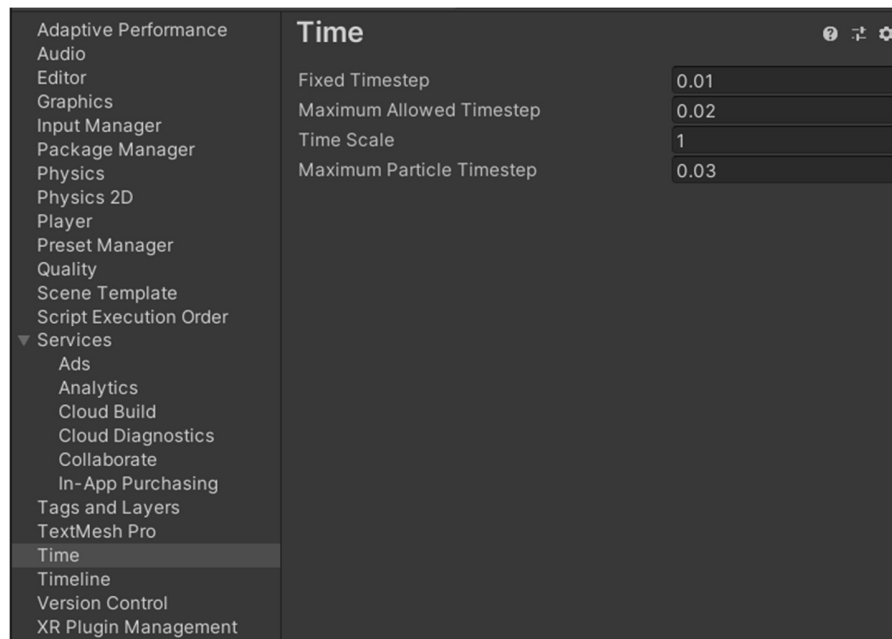 Adaptive Performance
Audio
Editor
Graphics
Input Manager
Package Manager
Physics
Physics 2D
Player
Preset Manager
Quality
Scene Template
Script Execution Order
Services
Ads
Analytics
Cloud Build
Cloud Diagnostics
Collaborate
In-App Purchasing
Tags and Layers
TextMesh Pro
Time
Timeline
Version Control
XR Plugin Management
Time
Fixed Timestep 0.01
Maximum Allowed Timestep 0.02
Time Scale 1
Maximum Particle Timestep 0.03